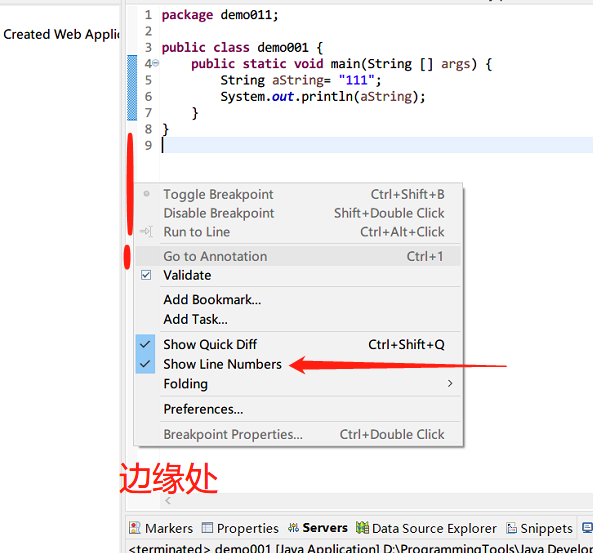 Created Web Applic
1 package demo011;
2
3 public class demo001 {
4 public static void main(String [] args) {
5 String aString= "111";
6 System.out.println(aString);
7 }
8 }
9
Toggle Breakpoint Ctrl+Shift+B
Disable Breakpoint Shift+Double Click
Run to Line Ctrl+Alt+Click
Go to Annotation Ctrl+1
Validate
Add Bookmark...
Add Task...
Show Quick Diff Ctrl+Shift+Q
Show Line Numbers
Folding
Preferences...
Breakpoint Properties... Ctrl+Double Click
边缘处
Markers Properties Servers Data Source Explorer Snippets
<terminated> demo001 [Java Application] D:\ProgrammingTools\Java Develo